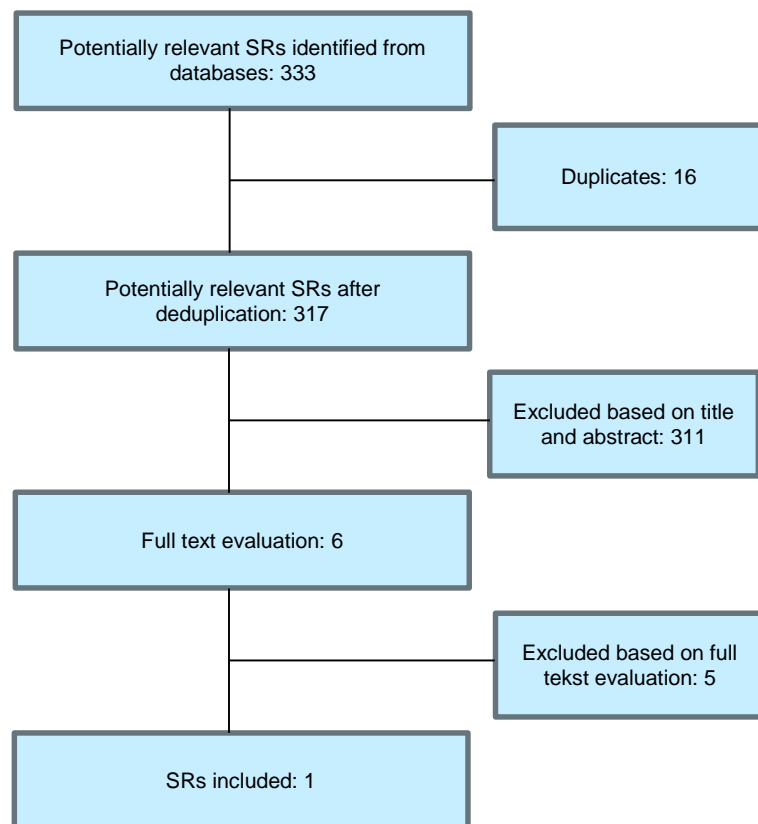 Potentially relevant SRs identified from
databases: 333
Duplicates: 16
Potentially relevant SRs after
deduplication: 317
Excluded based on title
and abstract: 311
Full text evaluation: 6
Excluded based on full
tekst evaluation: 5
SRs included: 1